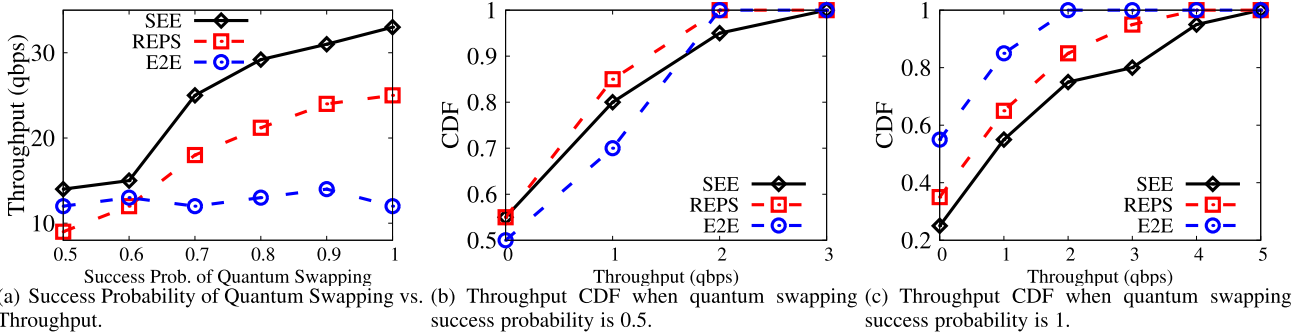 SEE
REPS
E2E
30
20
10
Throughput (qbps)
0.5 0.6 0.7 0.8 0.9 1
Success Prob. of Quantum Swapping
(a) Success Probability of Quantum Swapping vs.
Throughput.
1
0.9
0.8
0.7
0.6
0.5
CDF
SEE
REPS
E2E
0 1 2 3
Throughput (qbps)
(b) Throughput CDF when quantum swapping
success probability is 0.5.
1
0.8
0.6
0.4
0.2
CDF
SEE
REPS
E2E
0 1 2 3 4 5
Throughput (qbps)
(c) Throughput CDF when quantum swapping
success probability is 1.